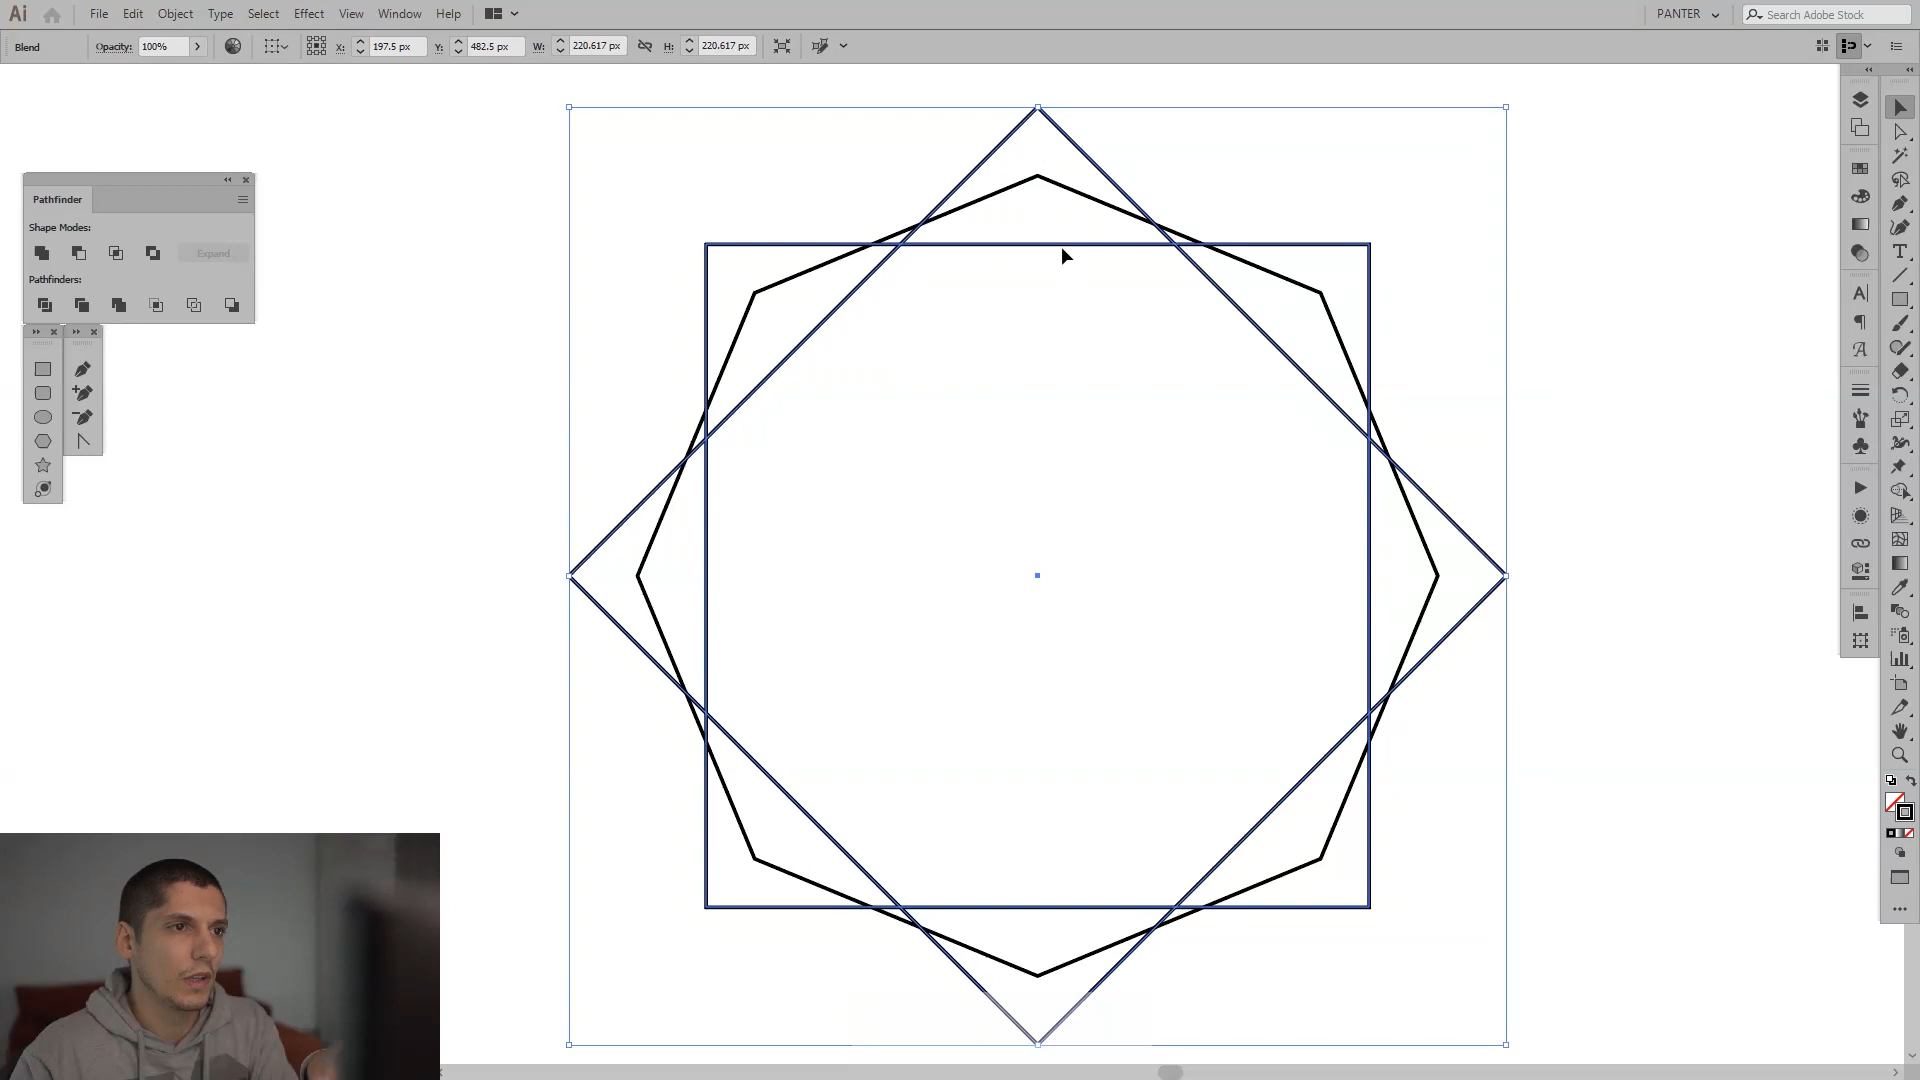 Ai File Edit Object Type Select Effect View Window Help PANTER Search Adobe Stock
Blend Opacity: 100% X: 197.5 px Y: 482.5 px W: 220.617 px H: 220.617 px
Pathfinder
Shape Modes:
Expand
Pathfinders: